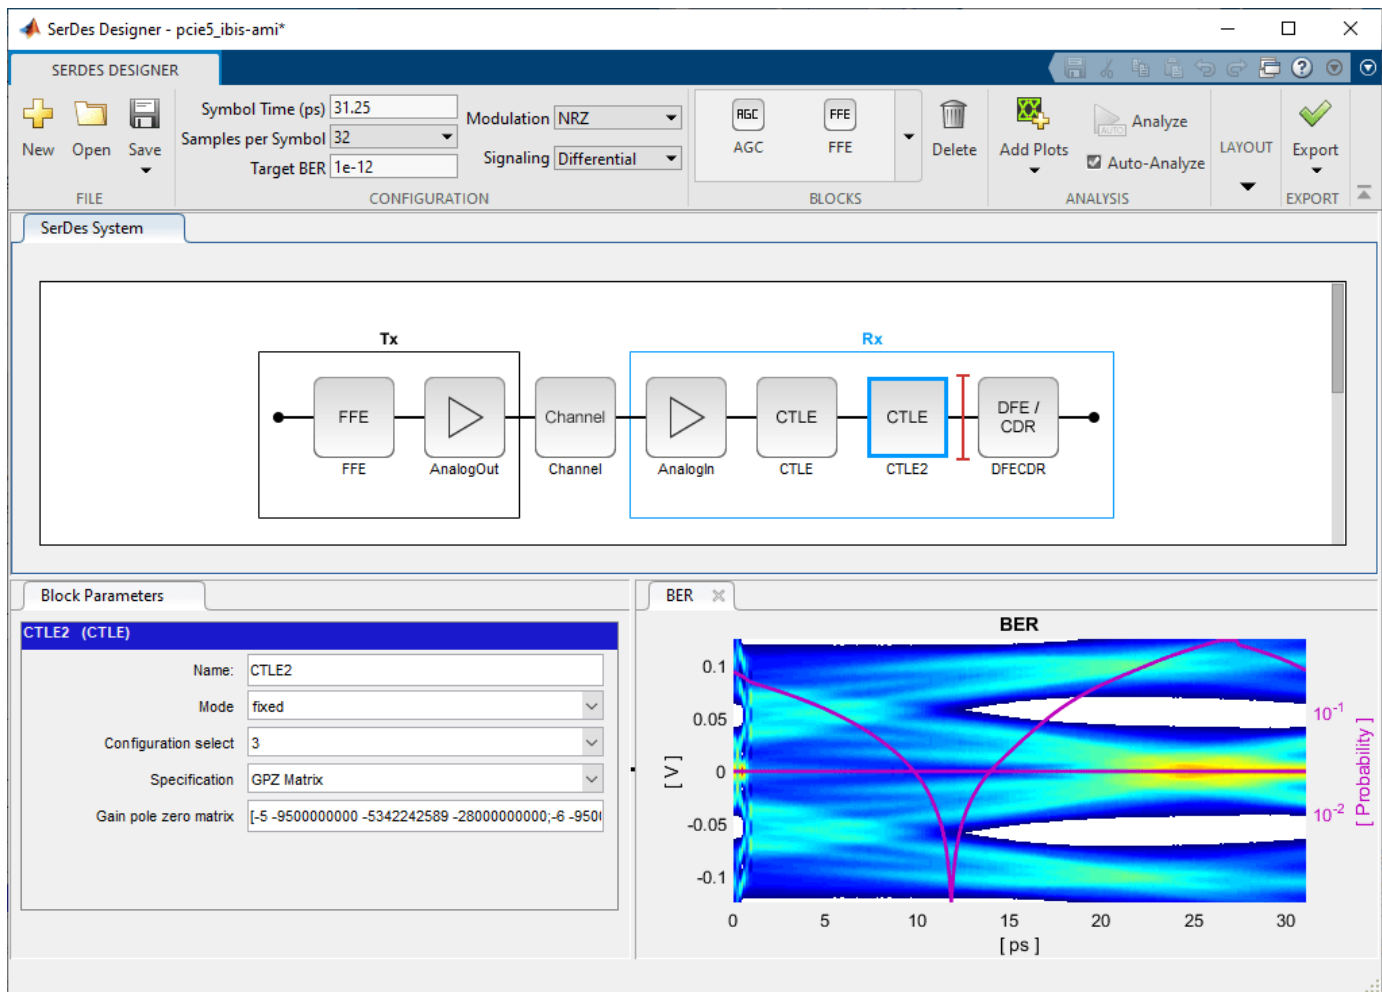 SerDes Designer - pcie5_ibis-ami*
SERDES DESIGNER
New
Open
Save
FILE
Symbol Time (ps) 31.25
Samples per Symbol 32
Target BER 1e-12
Modulation NRZ
Signaling Differential
CONFIGURATION
AGC
AGC
FFE
FFE
BLOCKS
Delete
Add Plots
AUTO
Analyze
Auto-Analyze
ANALYSIS
LAYOUT
Export
EXPORT
SerDes System
Tx
Rx
FFE
Channel
CTLE
CTLE
DFE /
CDR
FFE
AnalogOut
Channel
AnalogIn
CTLE
CTLE2
DFECDR
Block Parameters
CTLE2 (CTLE)
Name: CTLE2
Mode fixed
Configuration select 3
Specification GPZ Matrix
Gain pole zero matrix [-5 -9500000000 -5342242589 -28000000000;-6 -950
BER
BER
0.1
0.05
0
-0.05
-0.1
[ V ]
0 5 10 15 20 25 30
[ ps ]
10-1
10-2
[ Probability ]